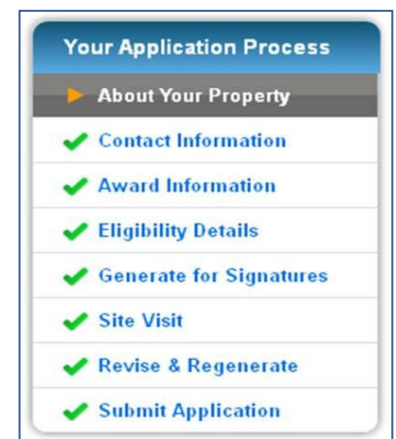 Your Application Process
About Your Property
Contact Information
Award Information
Eligibility Details
Generate for Signatures
Site Visit
Revise & Regenerate
Submit Application